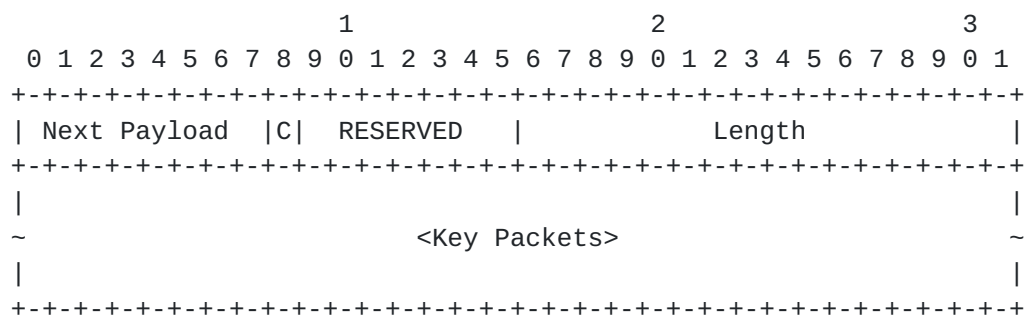 1                   2                   3
 0 1 2 3 4 5 6 7 8 9 0 1 2 3 4 5 6 7 8 9 0 1 2 3 4 5 6 7 8 9 0 1
+-+-+-+-+-+-+-+-+-+-+-+-+-+-+-+-+-+-+-+-+-+-+-+-+-+-+-+-+-+-+-+-+
| Next Payload  |C|  RESERVED   |            Length             |
+-+-+-+-+-+-+-+-+-+-+-+-+-+-+-+-+-+-+-+-+-+-+-+-+-+-+-+-+-+-+-+-+
|                                                               |
~                         <Key Packets>                         ~
|                                                               |
+-+-+-+-+-+-+-+-+-+-+-+-+-+-+-+-+-+-+-+-+-+-+-+-+-+-+-+-+-+-+-+-+